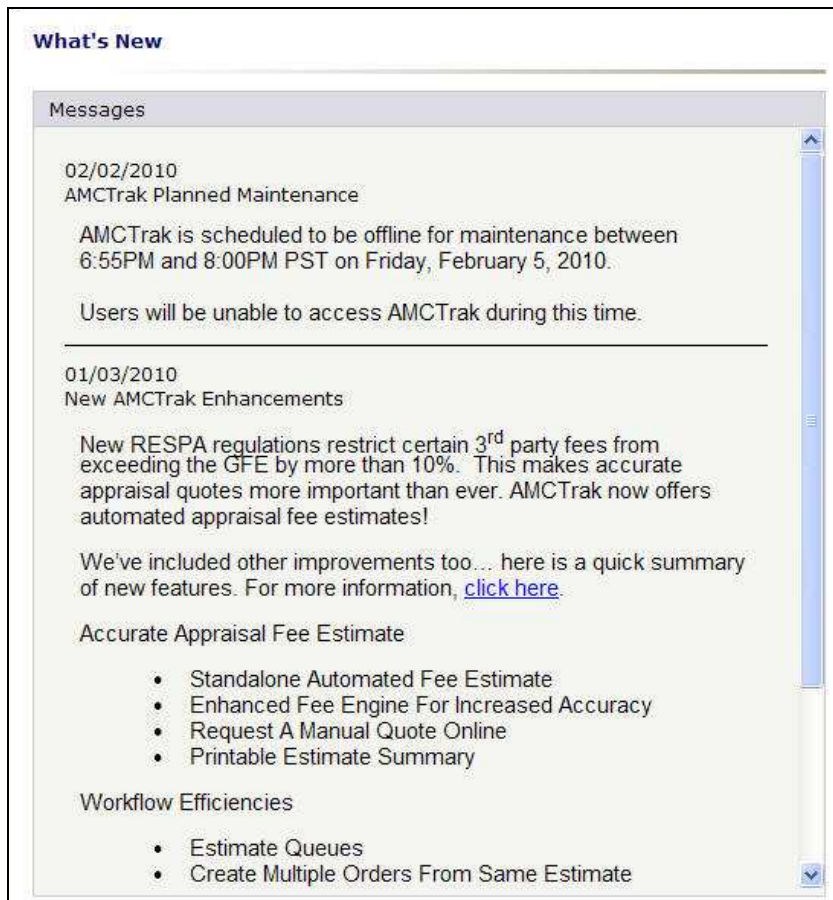 What's New
Messages
02/02/2010
AMCTrak Planned Maintenance
AMCTrak is scheduled to be offline for maintenance between
6:55PM and 8:00PM PST on Friday, February 5, 2010.
Users will be unable to access AMCTrak during this time.
01/03/2010
New AMCTrak Enhancements
New RESPA regulations restrict certain 3rd party fees from
exceeding the GFE by more than 10%.  This makes accurate
appraisal quotes more important than ever. AMCTrak now offers
automated appraisal fee estimates!
We've included other improvements too… here is a quick summary
of new features. For more information, click here.
Accurate Appraisal Fee Estimate
• Standalone Automated Fee Estimate
• Enhanced Fee Engine For Increased Accuracy
• Request A Manual Quote Online
• Printable Estimate Summary
Workflow Efficiencies
• Estimate Queues
• Create Multiple Orders From Same Estimate